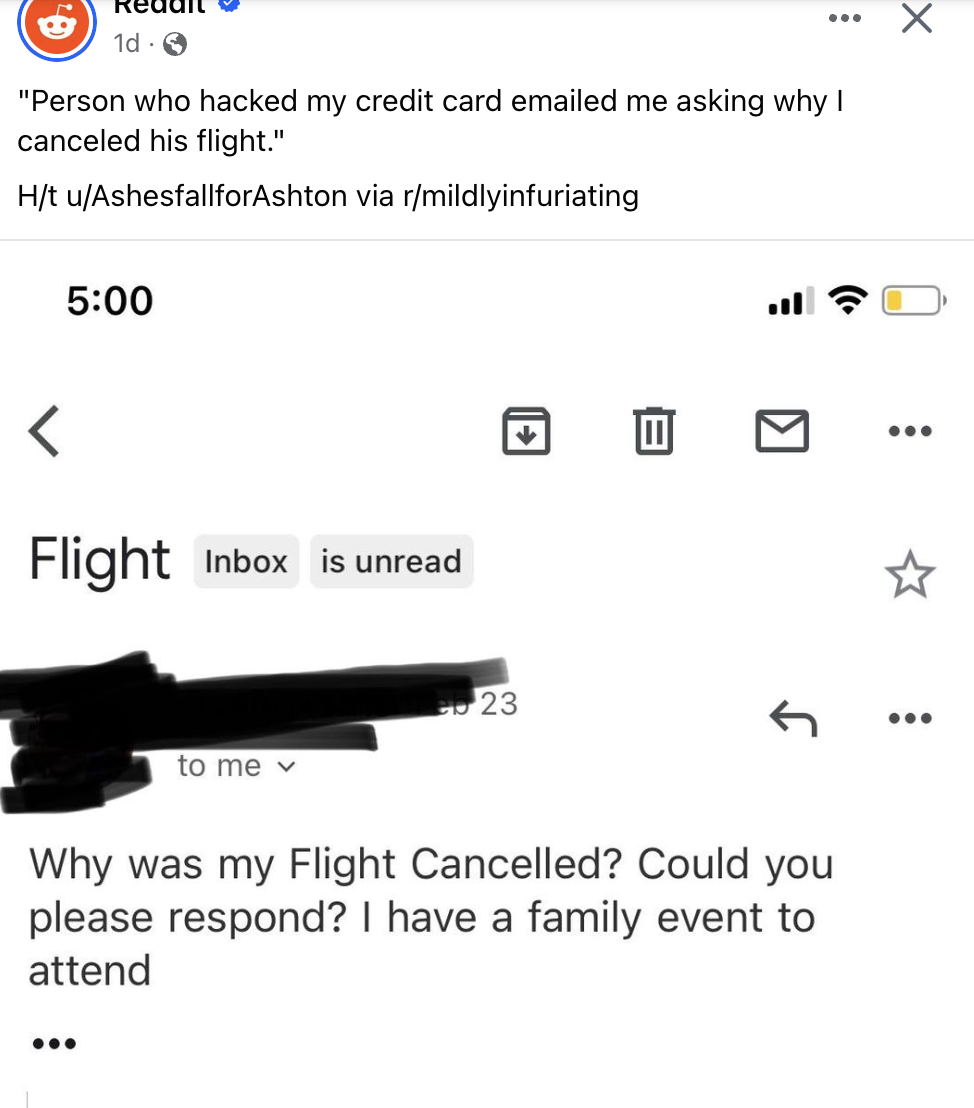 Reddit
1d ·
"Person who hacked my credit card emailed me asking why I
canceled his flight."
H/t u/AshesfallforAshton via r/mildlyinfuriating
5:00
Flight Inbox is unread
23
to me
Why was my Flight Cancelled? Could you
please respond? I have a family event to
attend